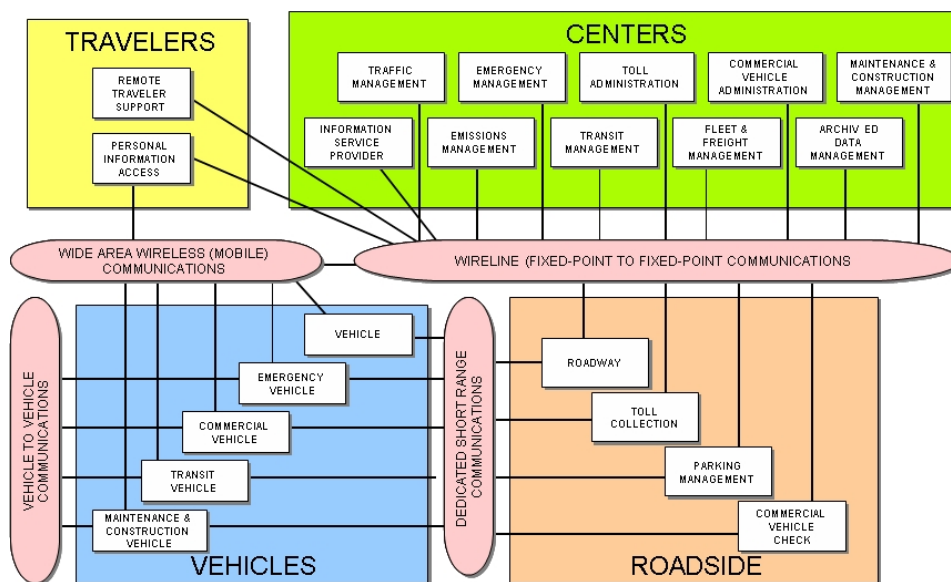 TRAVELERS
REMOTE
TRAVELER
SUPPORT
PERSONAL
INFORMATION
ACCESS
CENTERS
TRAFFIC
MANAGEMENT
EMERGENCY
MANAGEMENT
TOLL
ADMINISTRATION
COMMERCIAL
VEHICLE
ADMINISTRATION
MAINTENANCE &
CONSTRUCTION
MANAGEMENT
INFORMATION
SERVICE
PROVIDER
EMISSIONS
MANAGEMENT
TRANSIT
MANAGEMENT
FLEET &
FREIGHT
MANAGEMENT
ARCHIV ED
DATA
MANAGEMENT
WIDE AREA WIRELESS (MOBILE)
COMMUNICATIONS
WIRELINE (FIXED-POINT TO FIXED-POINT COMMUNICATIONS
VEHICLE TO VEHICLE
COMMUNICATIONS
VEHICLE
EMERGENCY
VEHICLE
COMMERCIAL
VEHICLE
TRANSIT
VEHICLE
MAINTENANCE &
CONSTRUCTION
VEHICLE
VEHICLES
DEDICATED SHORT RANGE
COMMUNICATIONS
ROADWAY
TOLL
COLLECTION
PARKING
MANAGEMENT
COMMERCIAL
VEHICLE
CHECK
ROADSIDE